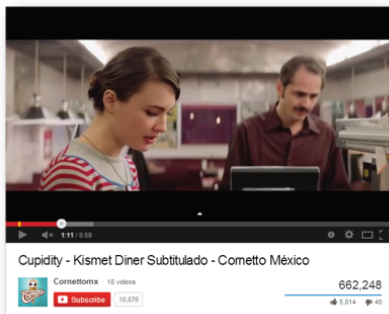 1:11 / 8:59
Cupidity - Kismet Diner Subtitulado - Cornetto México
Cornettomx · 18 videos
Subscribe 10,076
662,248
5,014 40